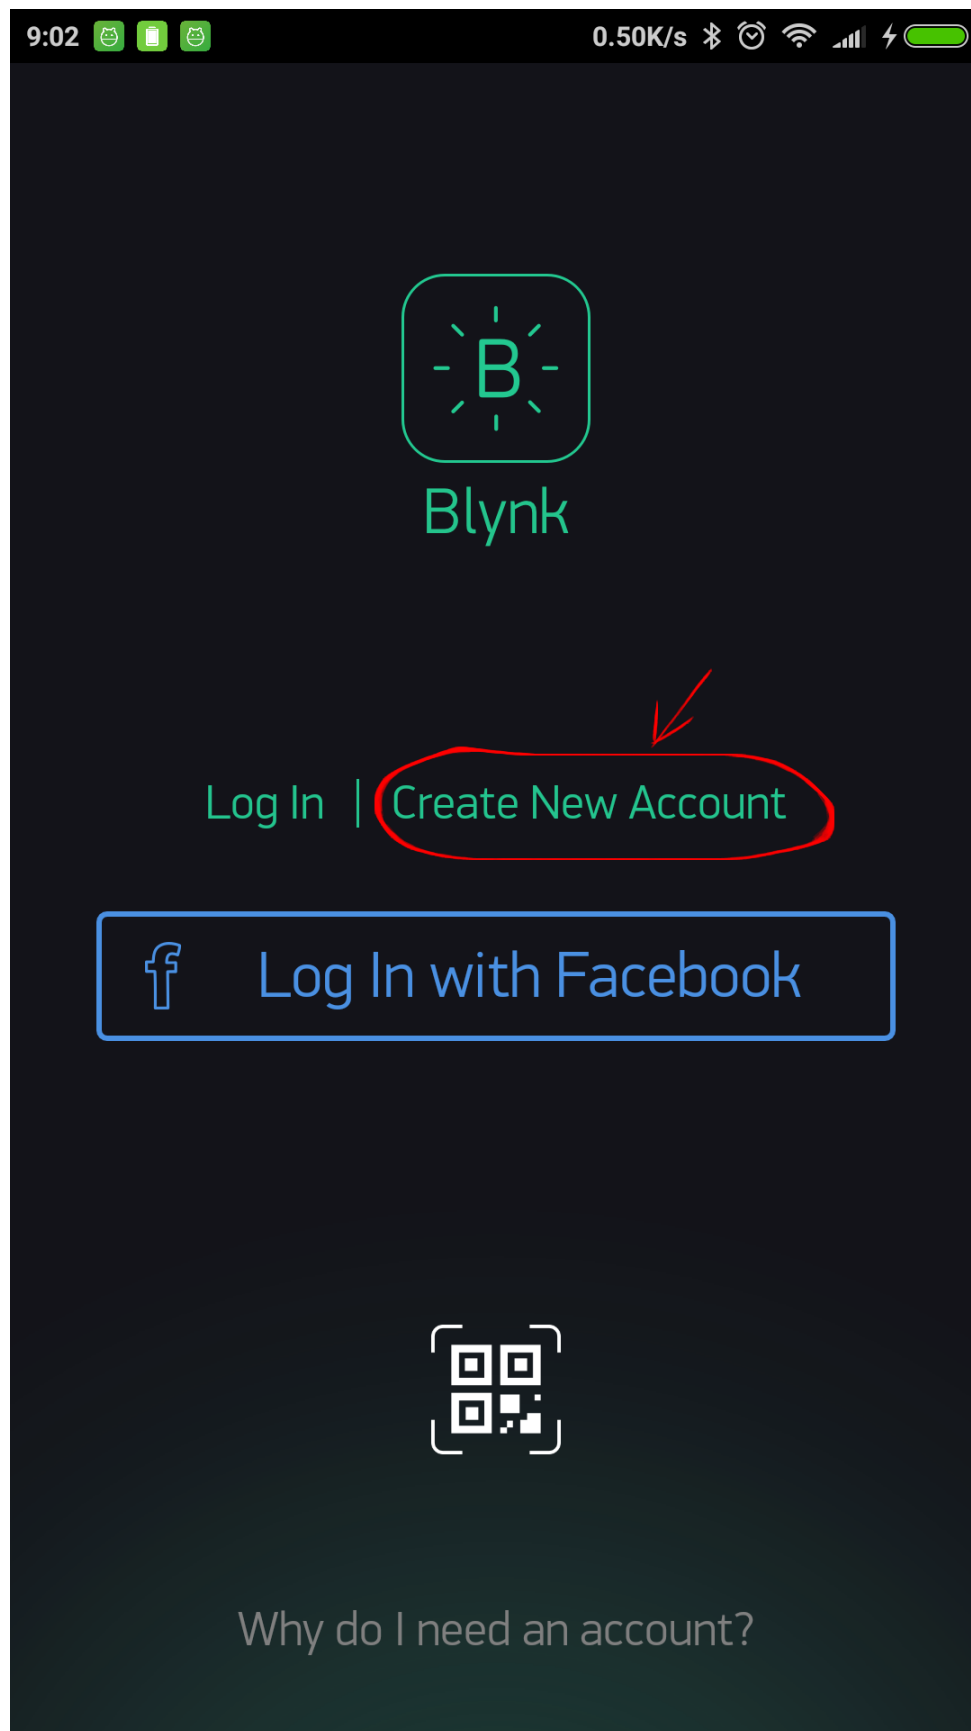 9:02 0.50K/s
B
Blynk
Log In | Create New Account
f Log In with Facebook
Why do I need an account?